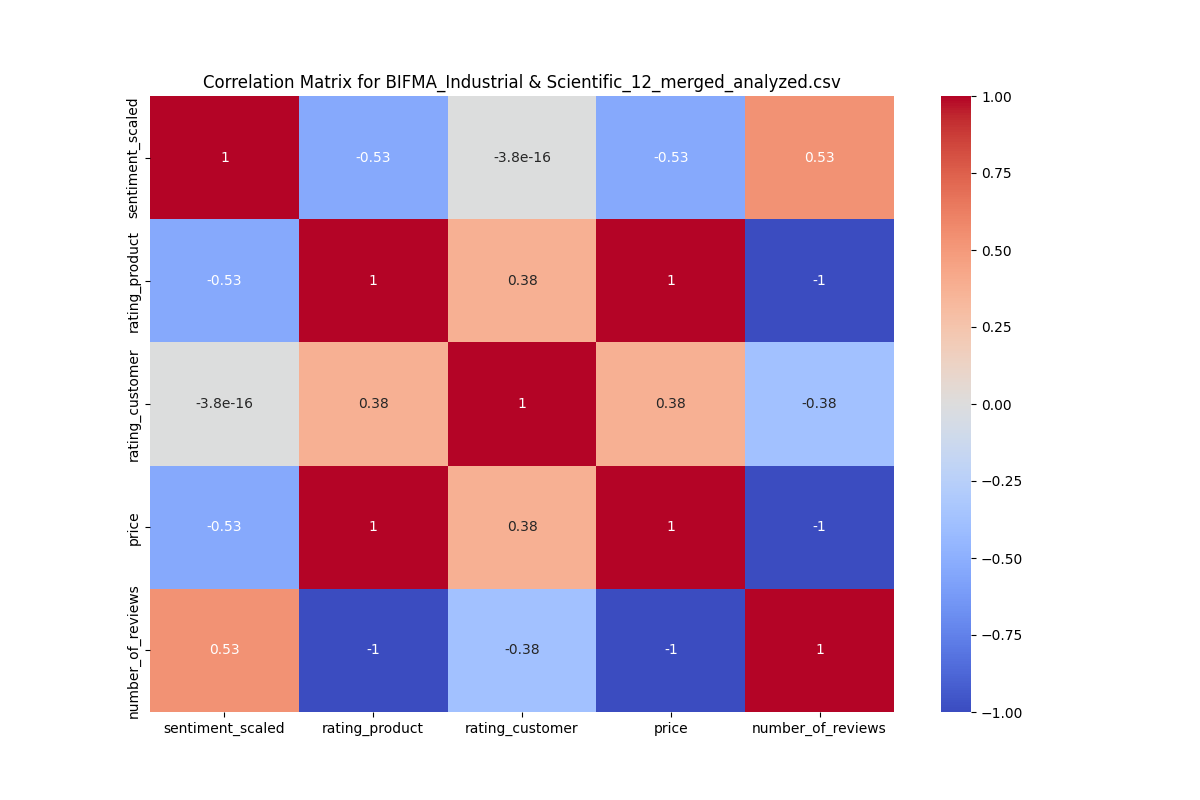 Correlation Matrix for BIFMA_Industrial & Scientific_12_merged_analyzed.csv
sentiment_scaled 1 -0.53 -3.8e-16 -0.53 0.53
rating_product -0.53 1 0.38 1 -1
rating_customer -3.8e-16 0.38 1 0.38 -0.38
price -0.53 1 0.38 1 -1
number_of_reviews 0.53 -1 -0.38 -1 1
sentiment_scaled rating_product rating_customer price number_of_reviews
1.00
0.75
0.50
0.25
0.00
−0.25
−0.50
−0.75
−1.00